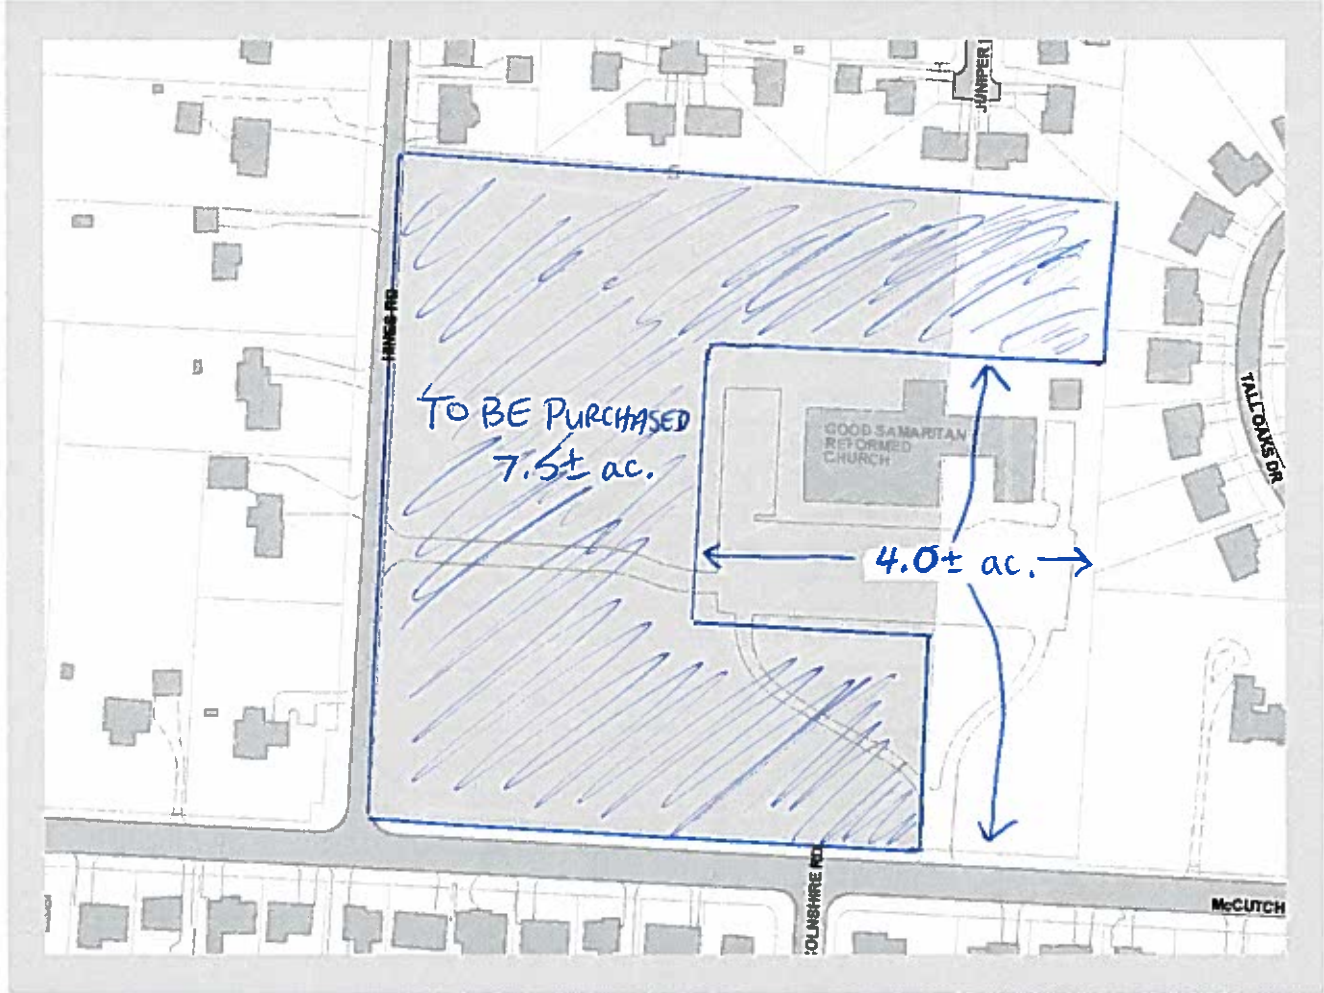 JUNIPER
HINES RD
TO BE PURCHASED
7.5± ac.
GOOD SAMARITAN
REFORMED
CHURCH
TALL OAKS DR
4.0± ac.
OLNSHIRE RD
McCUTCH